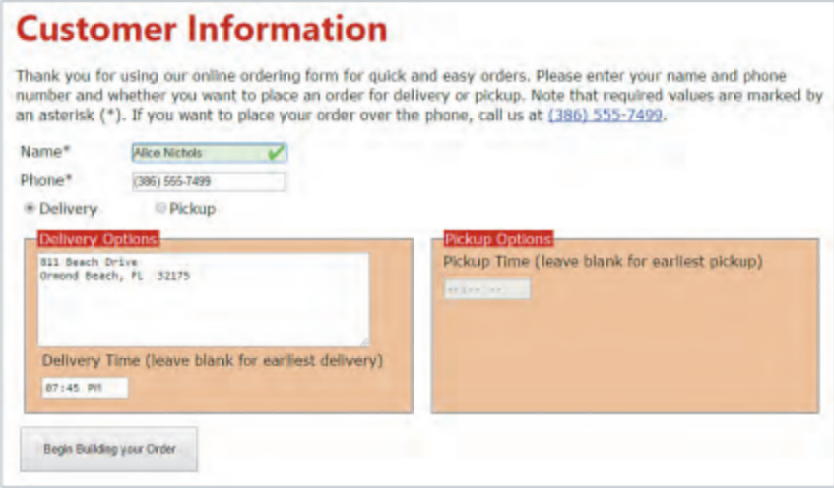 Customer Information
Thank you for using our online ordering form for quick and easy orders. Please enter your name and phone
number and whether you want to place an order for delivery or pickup. Note that required values are marked by
an asterisk (*). If you want to place your order over the phone, call us at (386) 555-7499.
Name* Alice Nichols
Phone* (386) 555-7499
Delivery Pickup
Delivery Options
811 Beach Drive
Ormond Beach, FL 32175
Delivery Time (leave blank for earliest delivery)
07:45 PM
Pickup Options
Pickup Time (leave blank for earliest pickup)
--:-- --
Begin Building your Order